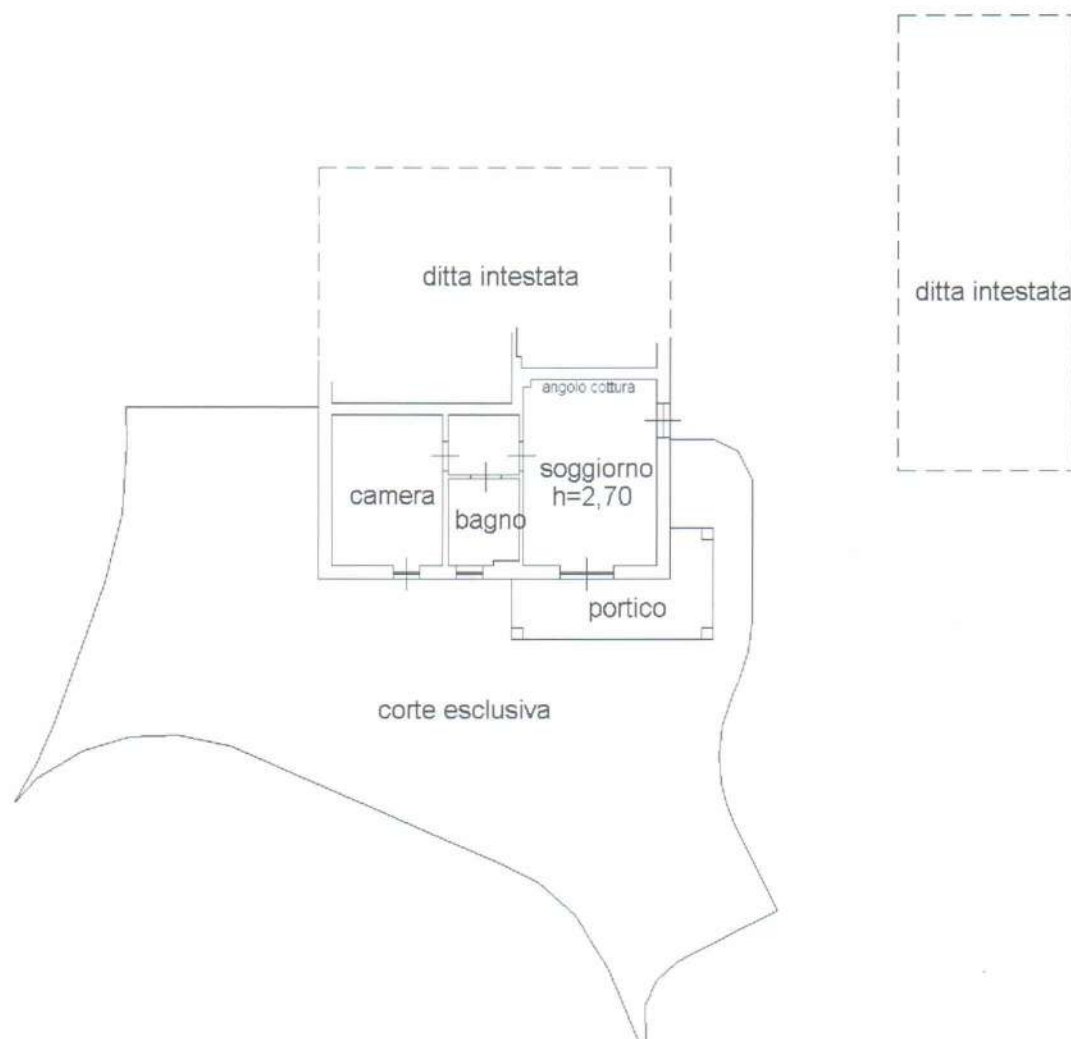 ditta intestata
ditta intestata
angolo cottura
soggiorno
h=2,70
camera
bagno
portico
corte esclusiva